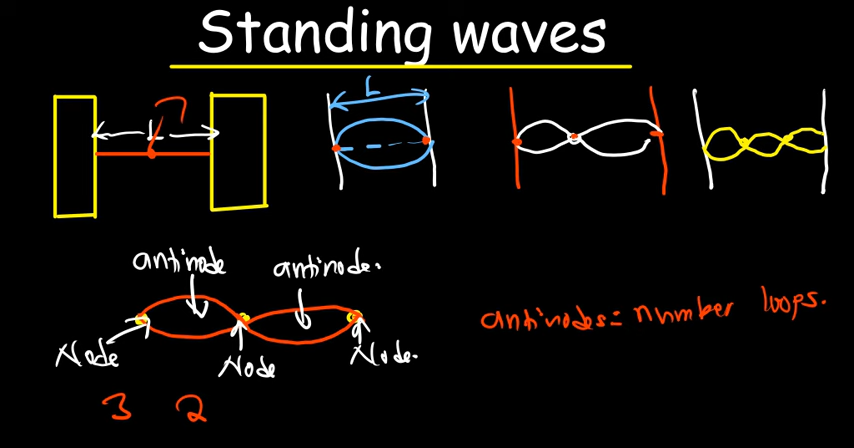 Standing waves
L
L
antinode
antinode.
antinodes = number loops.
Node
Node
Node.
3 2